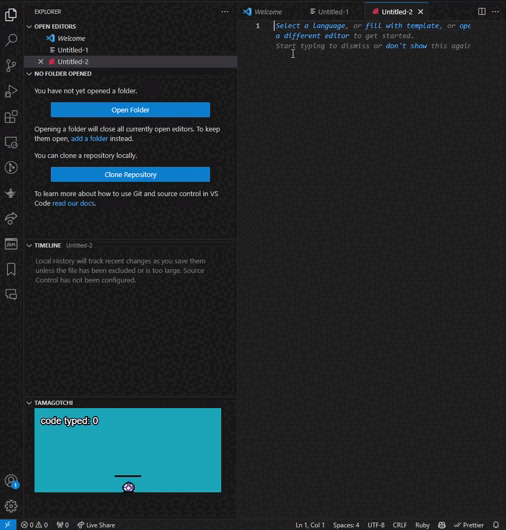 EXPLORER
OPEN EDITORS
Welcome
Untitled-1
Untitled-2
NO FOLDER OPENED
You have not yet opened a folder.
Open Folder
Opening a folder will close all currently open editors. To keep
them open, add a folder instead.
You can clone a repository locally.
Clone Repository
To learn more about how to use Git and source control in VS
Code read our docs.
TIMELINE Untitled-2
Local History will track recent changes as you save them
unless the file has been excluded or is too large. Source
Control has not been configured.
TAMAGOTCHI
code typed: 0
Welcome Untitled-1 Untitled-2
1 Select a language, or fill with template, or ope
a different editor to get started.
Start typing to dismiss or don't show this again
1
0 0 0 Live Share Ln 1, Col 1 Spaces: 4 UTF-8 CRLF Ruby Prettier